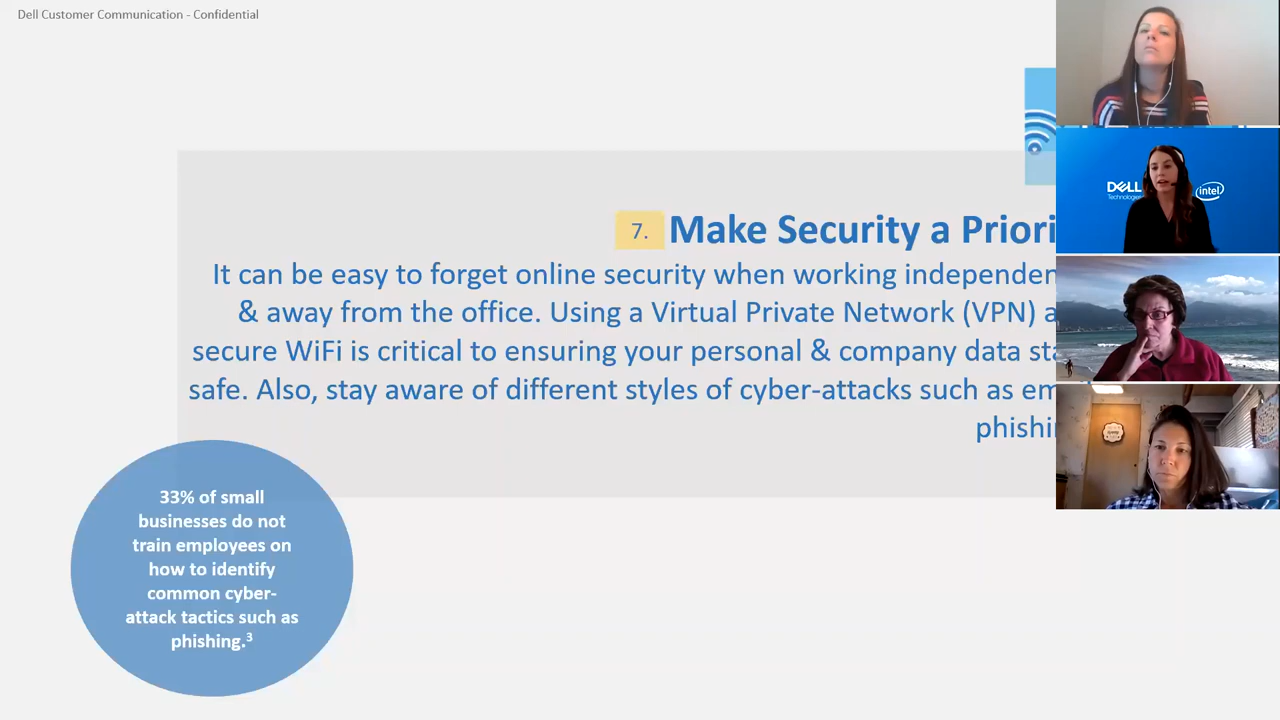 Dell Customer Communication - Confidential
7. Make Security a Priori
It can be easy to forget online security when working independen
& away from the office. Using a Virtual Private Network (VPN) a
secure WiFi is critical to ensuring your personal & company data sta
safe. Also, stay aware of different styles of cyber-attacks such as em
phishi
33% of small
businesses do not
train employees on
how to identify
common cyber-
attack tactics such as
phishing.3
DELL
Technologies
intel